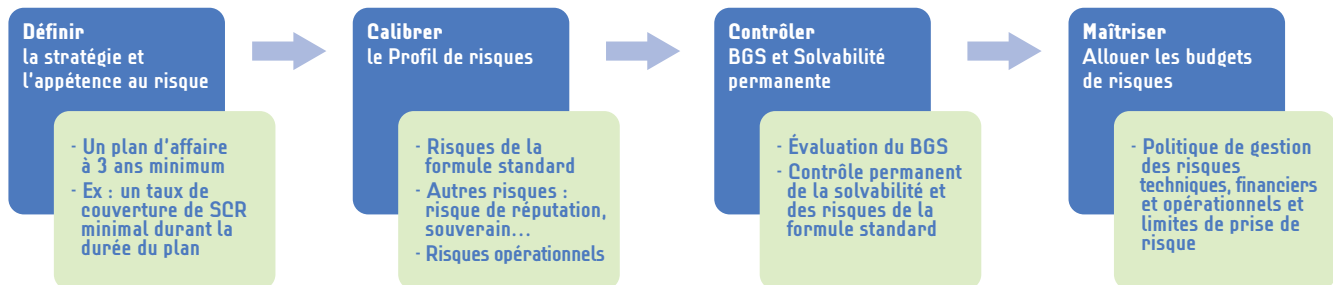 Définir
la stratégie et
l'appétence au risque
- Un plan d'affaire
à 3 ans minimum
- Ex : un taux de
couverture de SCR
minimal durant la
durée du plan
Calibrer
le Profil de risques
- Risques de la
formule standard
- Autres risques :
risque de réputation,
souverain...
- Risques opérationnels
Contrôler
BGS et Solvabilité
permanente
- Évaluation du BGS
- Contrôle permanent
de la solvabilité et
des risques de la
formule standard
Maîtriser
Allouer les budgets
de risques
- Politique de gestion
des risques
techniques, financiers
et opérationnels et
limites de prise de
risque